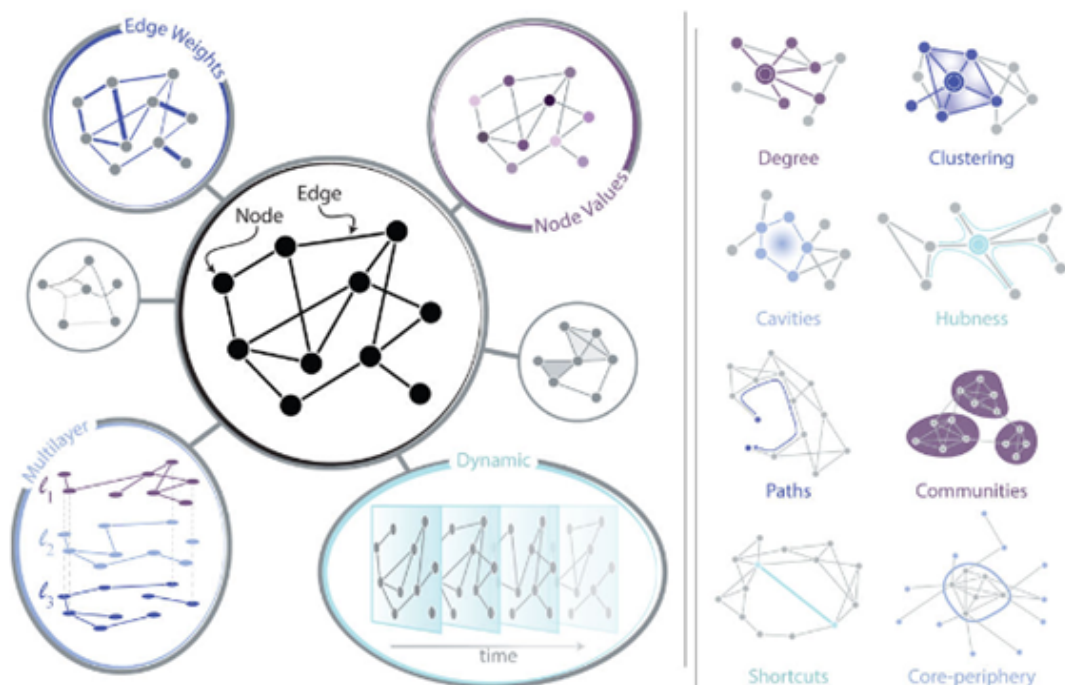 Edge Weights
Node Values
Node
Edge
Multilayer
ℓ1
ℓ2
ℓ3
Dynamic
time
Degree
Clustering
Cavities
Hubness
Paths
Communities
Shortcuts
Core-periphery